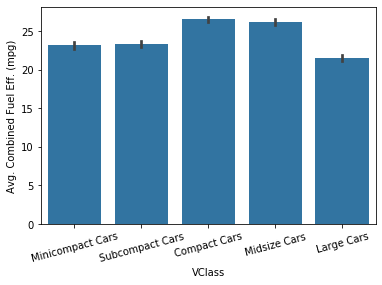 Avg. Combined Fuel Eff. (mpg)
25
20
15
10
5
0
Minicompact Cars
Subcompact Cars
Compact Cars
Midsize Cars
Large Cars
VClass